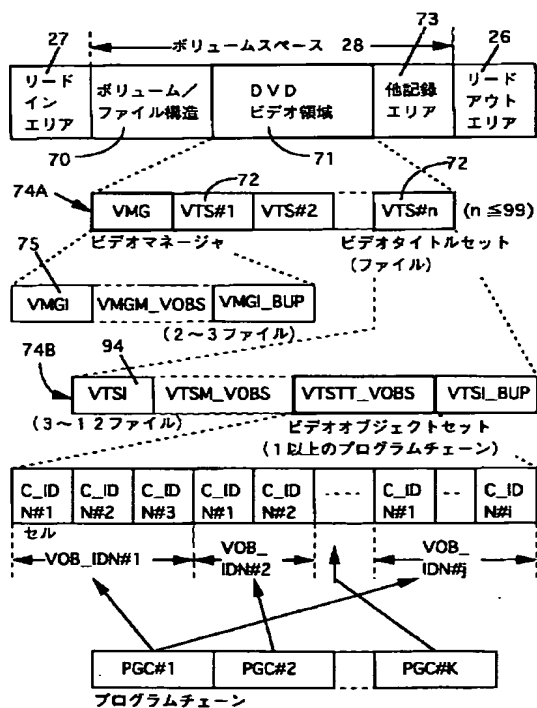 27 ボリュームスペース 28 73 26
リード
イン
エリア
ボリューム／
ファイル構造
DVD
ビデオ領域
他記録
エリア
リード
アウト
エリア
70 71
74A 72 72
VMG VTS#1 VTS#2 VTS#n (n≦99)
ビデオマネージャ ビデオタイトルセット
(ファイル)
75
VMGI VMGM_VOBS VMGI_BUP
(2～3ファイル)
74B 94
VTSI VTSM_VOBS VTSTT_VOBS VTSI_BUP
(3～12ファイル) ビデオオブジェクトセット
(1以上のプログラムチェーン)
C_ID
N#1
C_ID
N#2
C_ID
N#3
C_ID
N#1
C_ID
N#2
C_ID
N#1
C_ID
N#i
セル
VOB_IDN#1
VOB_
IDN#2
VOB_
IDN#j
PGC#1 PGC#2 PGC#K
プログラムチェーン